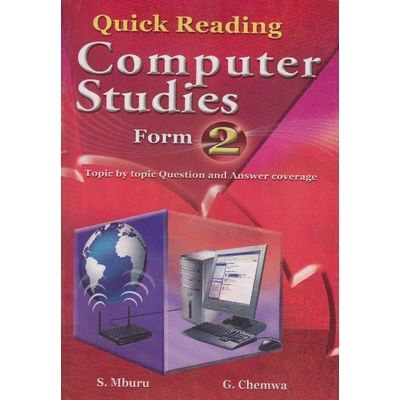 Quick Reading
Computer
Studies
Form 2
Topic by topic Question and Answer coverage
S. Mburu G. Chemwa